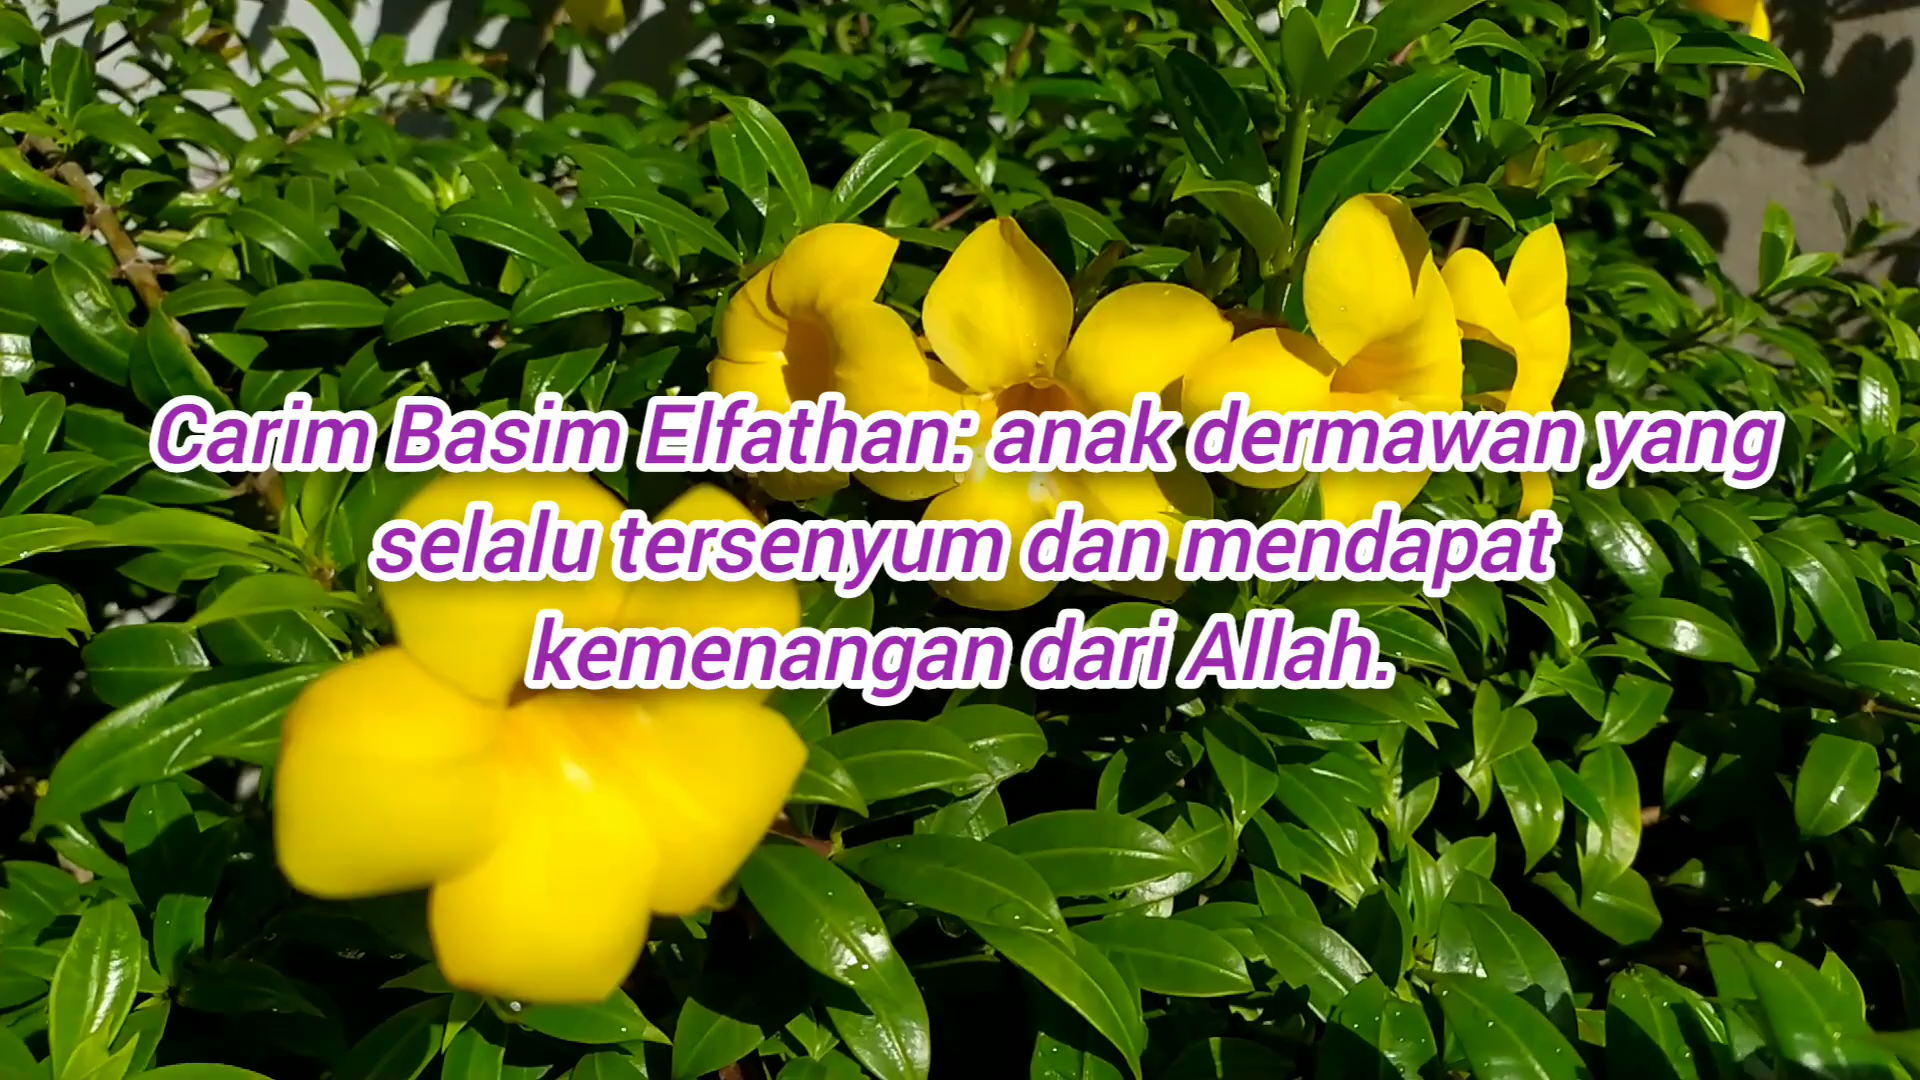 Carim Basim Elfathan: anak dermawan yang
selalu tersenyum dan mendapat
kemenangan dari Allah.